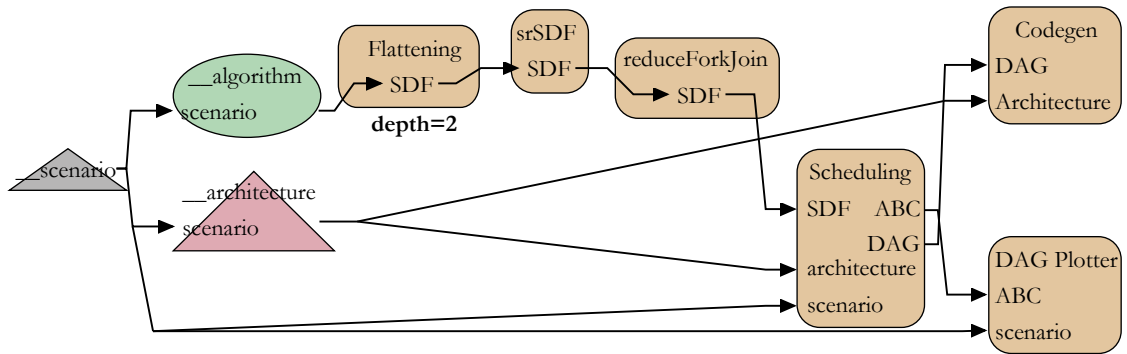 __scenario
__algorithm
scenario
__architecture
scenario
Flattening
SDF
depth=2
srSDF
SDF
reduceForkJoin
SDF
Scheduling
SDF ABC
DAG
architecture
scenario
Codegen
DAG
Architecture
DAG Plotter
ABC
scenario